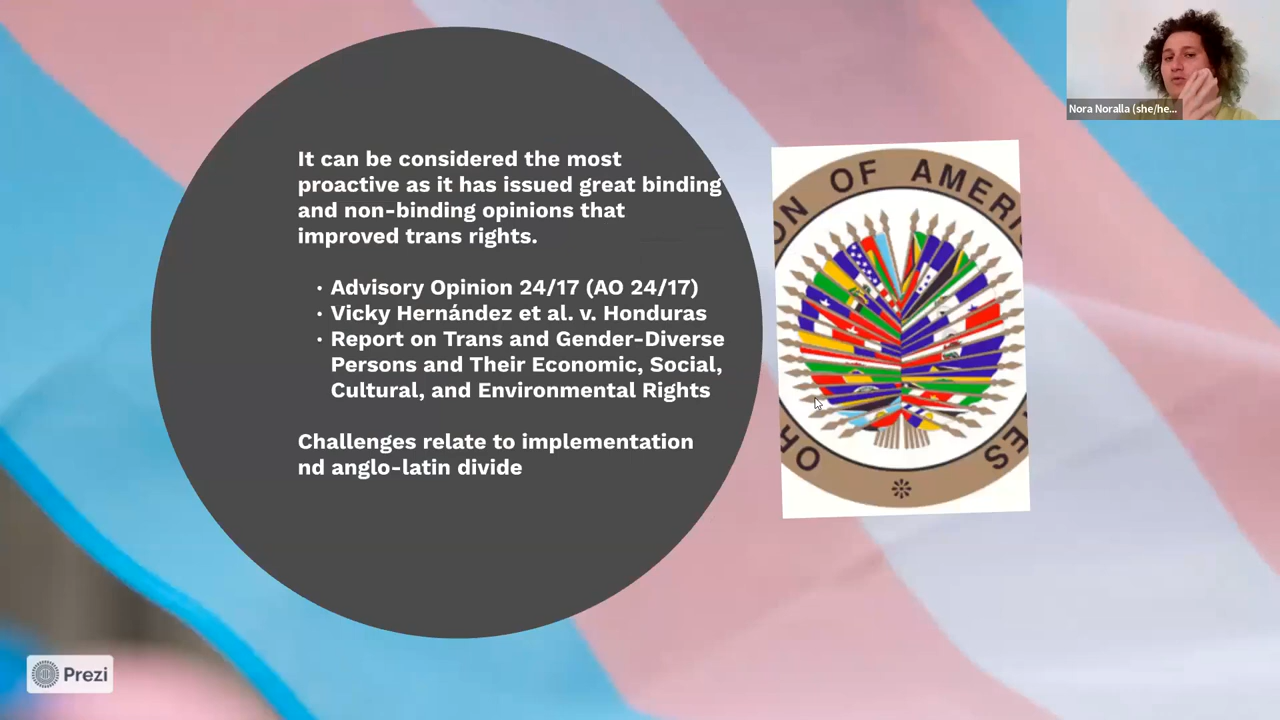 It can be considered the most
proactive as it has issued great binding
and non-binding opinions that
improved trans rights.
• Advisory Opinion 24/17 (AO 24/17)
• Vicky Hernández et al. v. Honduras
• Report on Trans and Gender-Diverse
Persons and Their Economic, Social,
Cultural, and Environmental Rights
Challenges relate to implementation
nd anglo-latin divide
Nora Noralla (she/he...
ON OF AMERI
OR
ES
Prezi